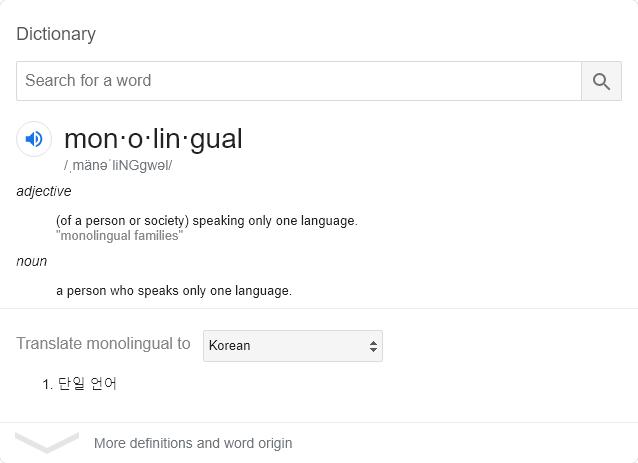 Dictionary
Search for a word
mon·o·lin·gual
/ˌmänəˈliNGgwəl/
adjective
(of a person or society) speaking only one language.
"monolingual families"
noun
a person who speaks only one language.
Translate monolingual to Korean
1. 단일 언어
More definitions and word origin